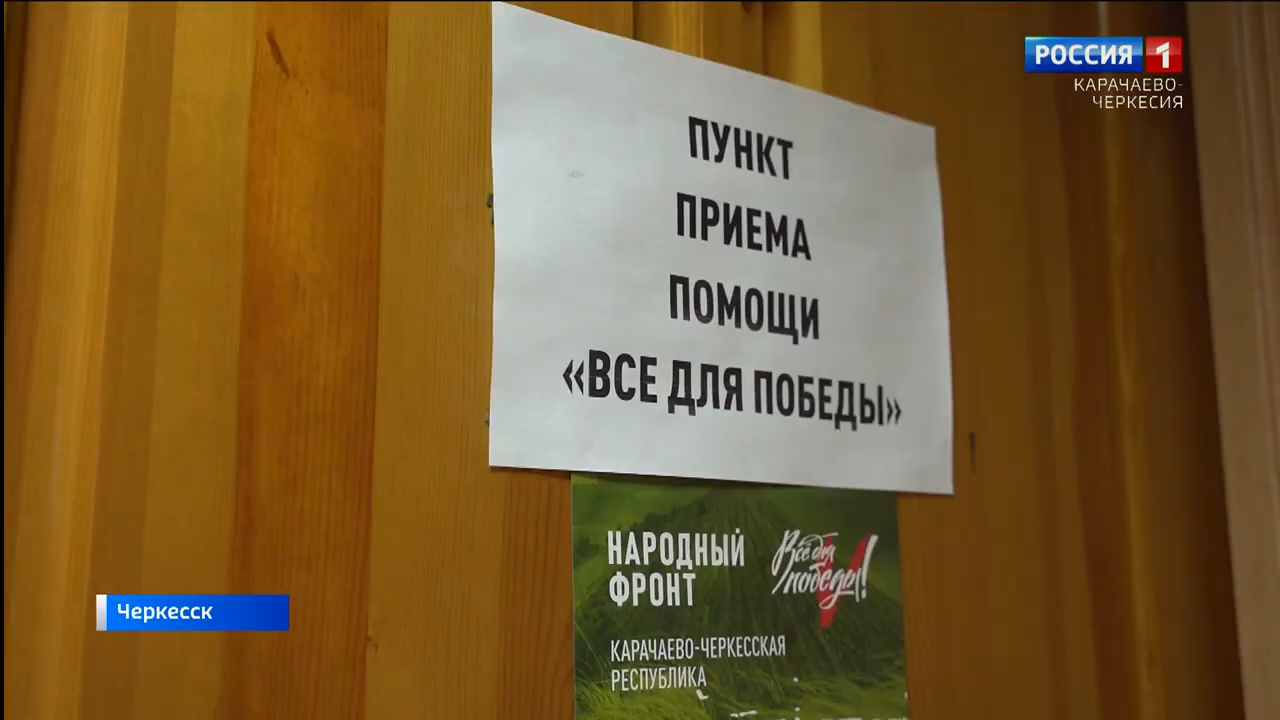 РОССИЯ 1
КАРАЧАЕВО-
ЧЕРКЕСИЯ
ПУНКТ
ПРИЕМА
ПОМОЩИ
«ВСЕ ДЛЯ ПОБЕДЫ»
НАРОДНЫЙ
ФРОНТ
Всё для
победы!
КАРАЧАЕВО-ЧЕРКЕССКАЯ
РЕСПУБЛИКА
Черкесск